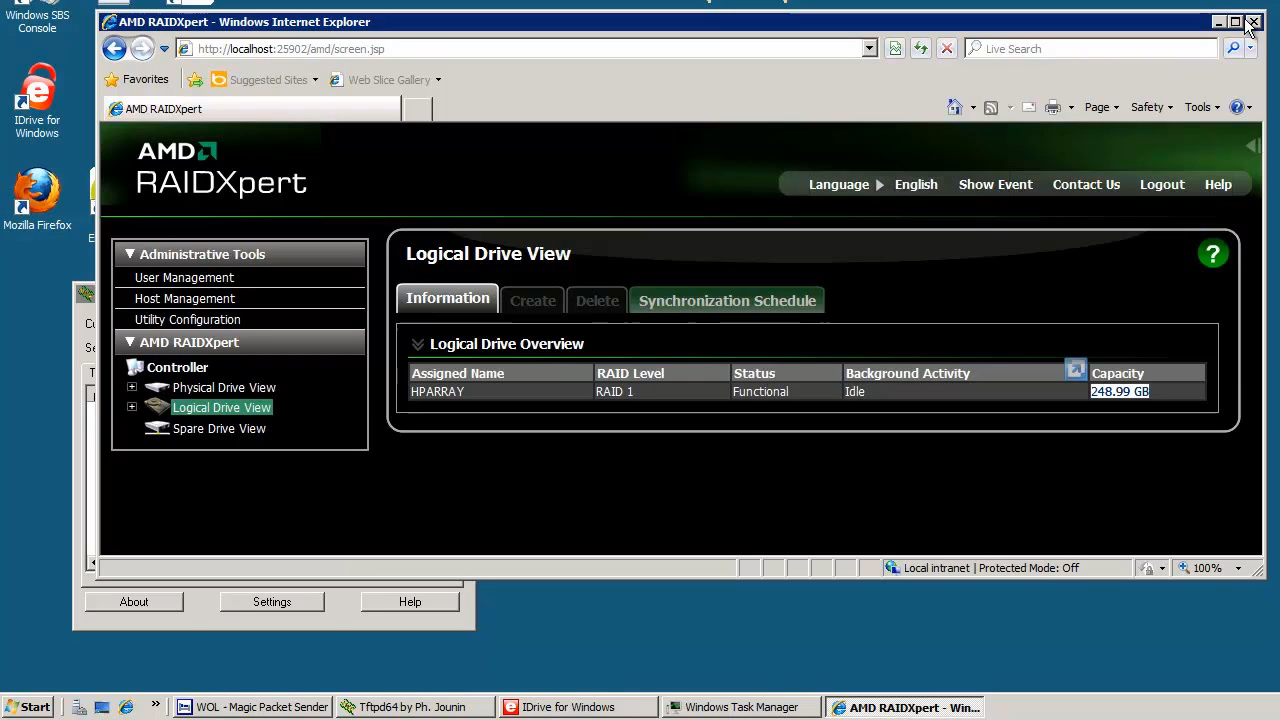 Windows SBS
Console
IDrive for
Windows
Mozilla Firefox
AMD RAIDXpert - Windows Internet Explorer
http://localhost:25902/amd/screen.jsp
Live Search
Favorites
Suggested Sites
Web Slice Gallery
AMD RAIDXpert
Page
Safety
Tools
AMD
RAIDXpert
Language
English
Show Event
Contact Us
Logout
Help
Administrative Tools
User Management
Host Management
Utility Configuration
AMD RAIDXpert
Controller
Physical Drive View
Logical Drive View
Spare Drive View
Logical Drive View
?
Information
Create
Delete
Synchronization Schedule
Logical Drive Overview
Assigned Name RAID Level Status Background Activity Capacity
HPARRAY RAID 1 Functional Idle 248.99 GB
Local intranet | Protected Mode: Off
100%
About
Settings
Help
Start
WOL - Magic Packet Sender
Tftpd64 by Ph. Jounin
IDrive for Windows
Windows Task Manager
AMD RAIDXpert - Win...